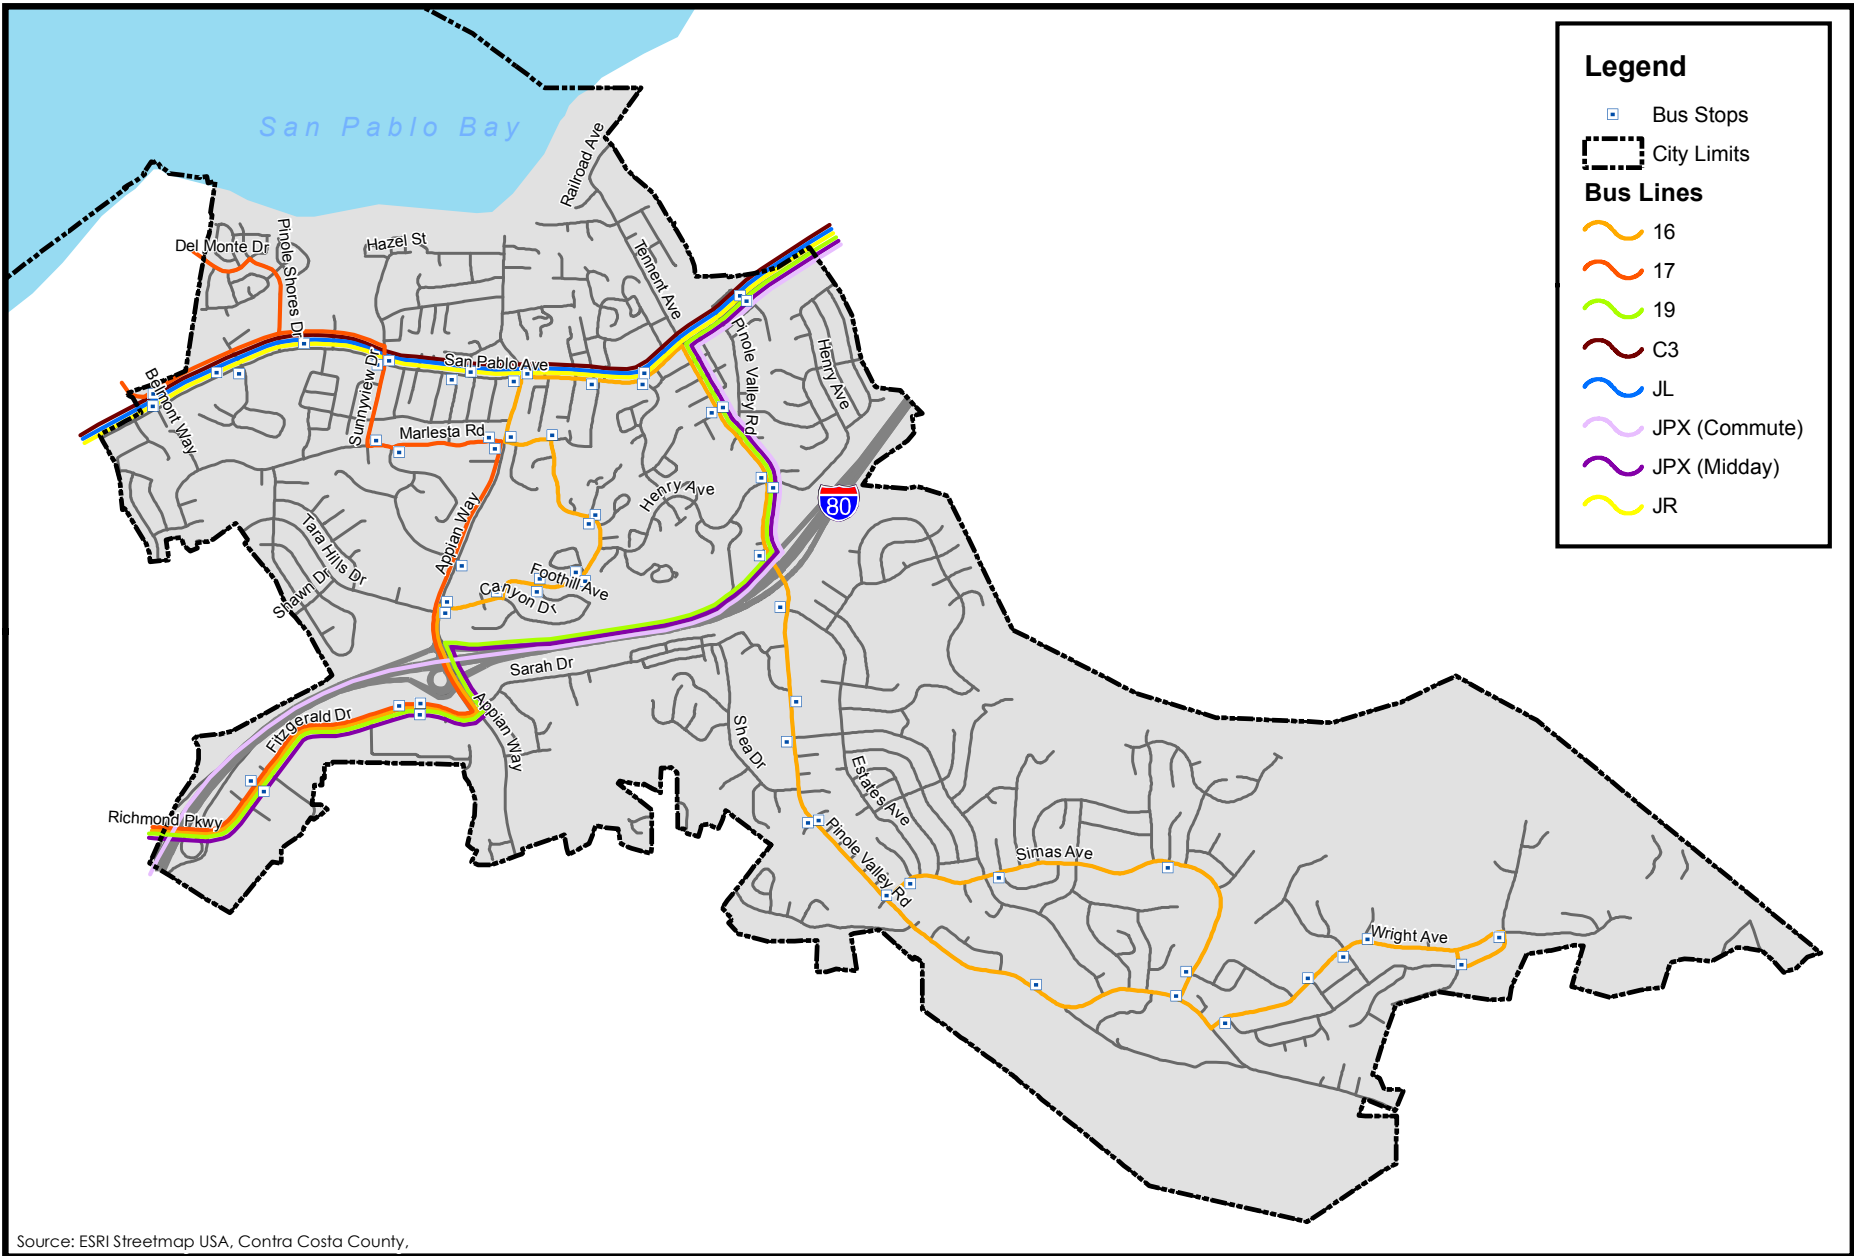 San Pablo Bay
Legend
Bus Stops
City Limits
Bus Lines
16
17
19
C3
JL
JPX (Commute)
JPX (Midday)
JR
Railroad Ave
Del Monte Dr
Pinole Shores Dr
Hazel St
Tennent Ave
Pinole Valley Rd
Henry Ave
San Pablo Ave
Sunnyview Dr
Belmont Way
Marlesta Rd
Henry Ave
80
Appian Way
Tara Hills Dr
Shawn Dr
Foothill Ave
Canyon Dr
Sarah Dr
Appian Way
Fitzgerald Dr
Richmond Pkwy
Shea Dr
Estates Ave
Pinole Valley Rd
Simas Ave
Wright Ave
Source: ESRI Streetmap USA, Contra Costa County,